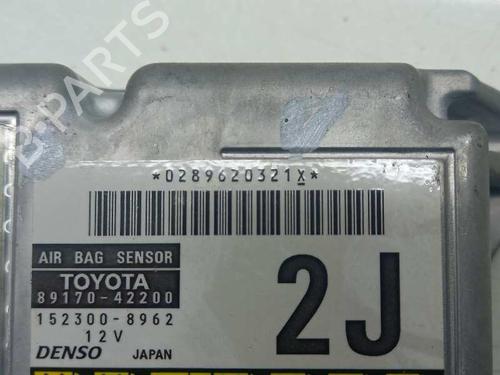 B-PARTS
*0289620321X*
AIR BAG SENSOR
TOYOTA
89170-42200
152300-8962
12V
DENSO JAPAN
2J